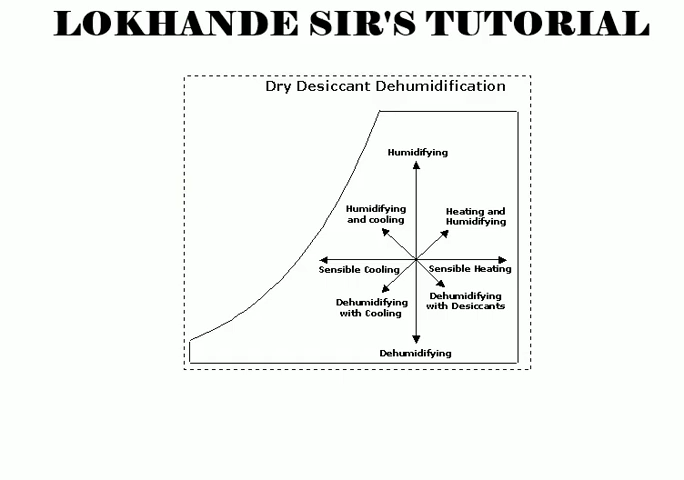 LOKHANDE SIR'S TUTORIAL
Dry Desiccant Dehumidification
Humidifying
Humidifying
and cooling
Heating and
Humidifying
Sensible Cooling
Sensible Heating
Dehumidifying
with Cooling
Dehumidifying
with Desiccants
Dehumidifying